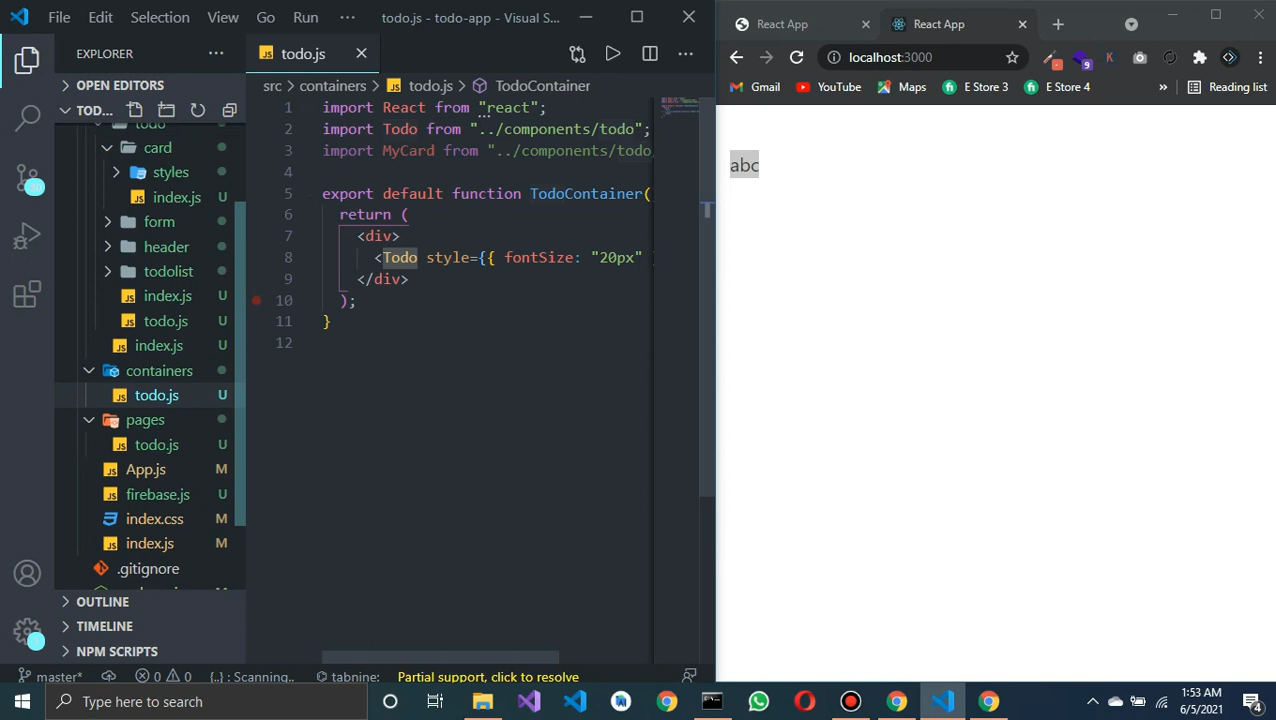 File Edit Selection View Go Run ··· todo.js - todo-app - Visual S...
EXPLORER ···
OPEN EDITORS
TOD...
todo
card
styles
index.js U
form
header
todolist
index.js U
todo.js U
index.js U
containers
todo.js U
pages
todo.js U
App.js M
firebase.js U
index.css M
index.js M
.gitignore
OUTLINE
TIMELINE
NPM SCRIPTS
todo.js
src > containers > todo.js > TodoContainer
1 import React from "react";
2 import Todo from "../components/todo";
3 import MyCard from "../components/todo
4
5 export default function TodoContainer(
6 return (
7 <div>
8 <Todo style={{ fontSize: "20px" }
9 </div>
10 );
11 }
12
master* 0 0 {..} : Scanning.. tabnine: Partial support, click to resolve
React App React App
localhost:3000
9 K
Gmail YouTube Maps E Store 3 E Store 4 » Reading list
abc
Type here to search
1:53 AM
6/5/2021
4